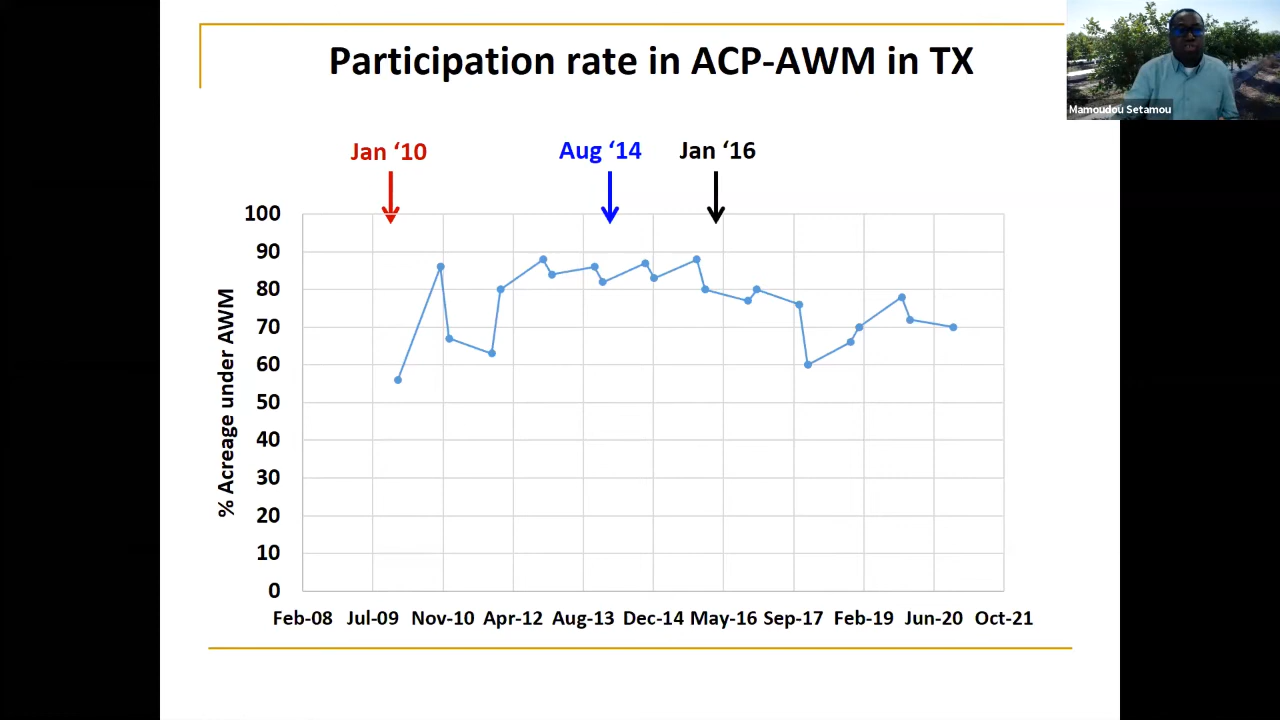 Participation rate in ACP-AWM in TX
Mamoudou Setamou
Jan ‘10
Aug ‘14
Jan ‘16
% Acreage under AWM
100
90
80
70
60
50
40
30
20
10
0
Feb-08 Jul-09 Nov-10 Apr-12 Aug-13 Dec-14 May-16 Sep-17 Feb-19 Jun-20 Oct-21